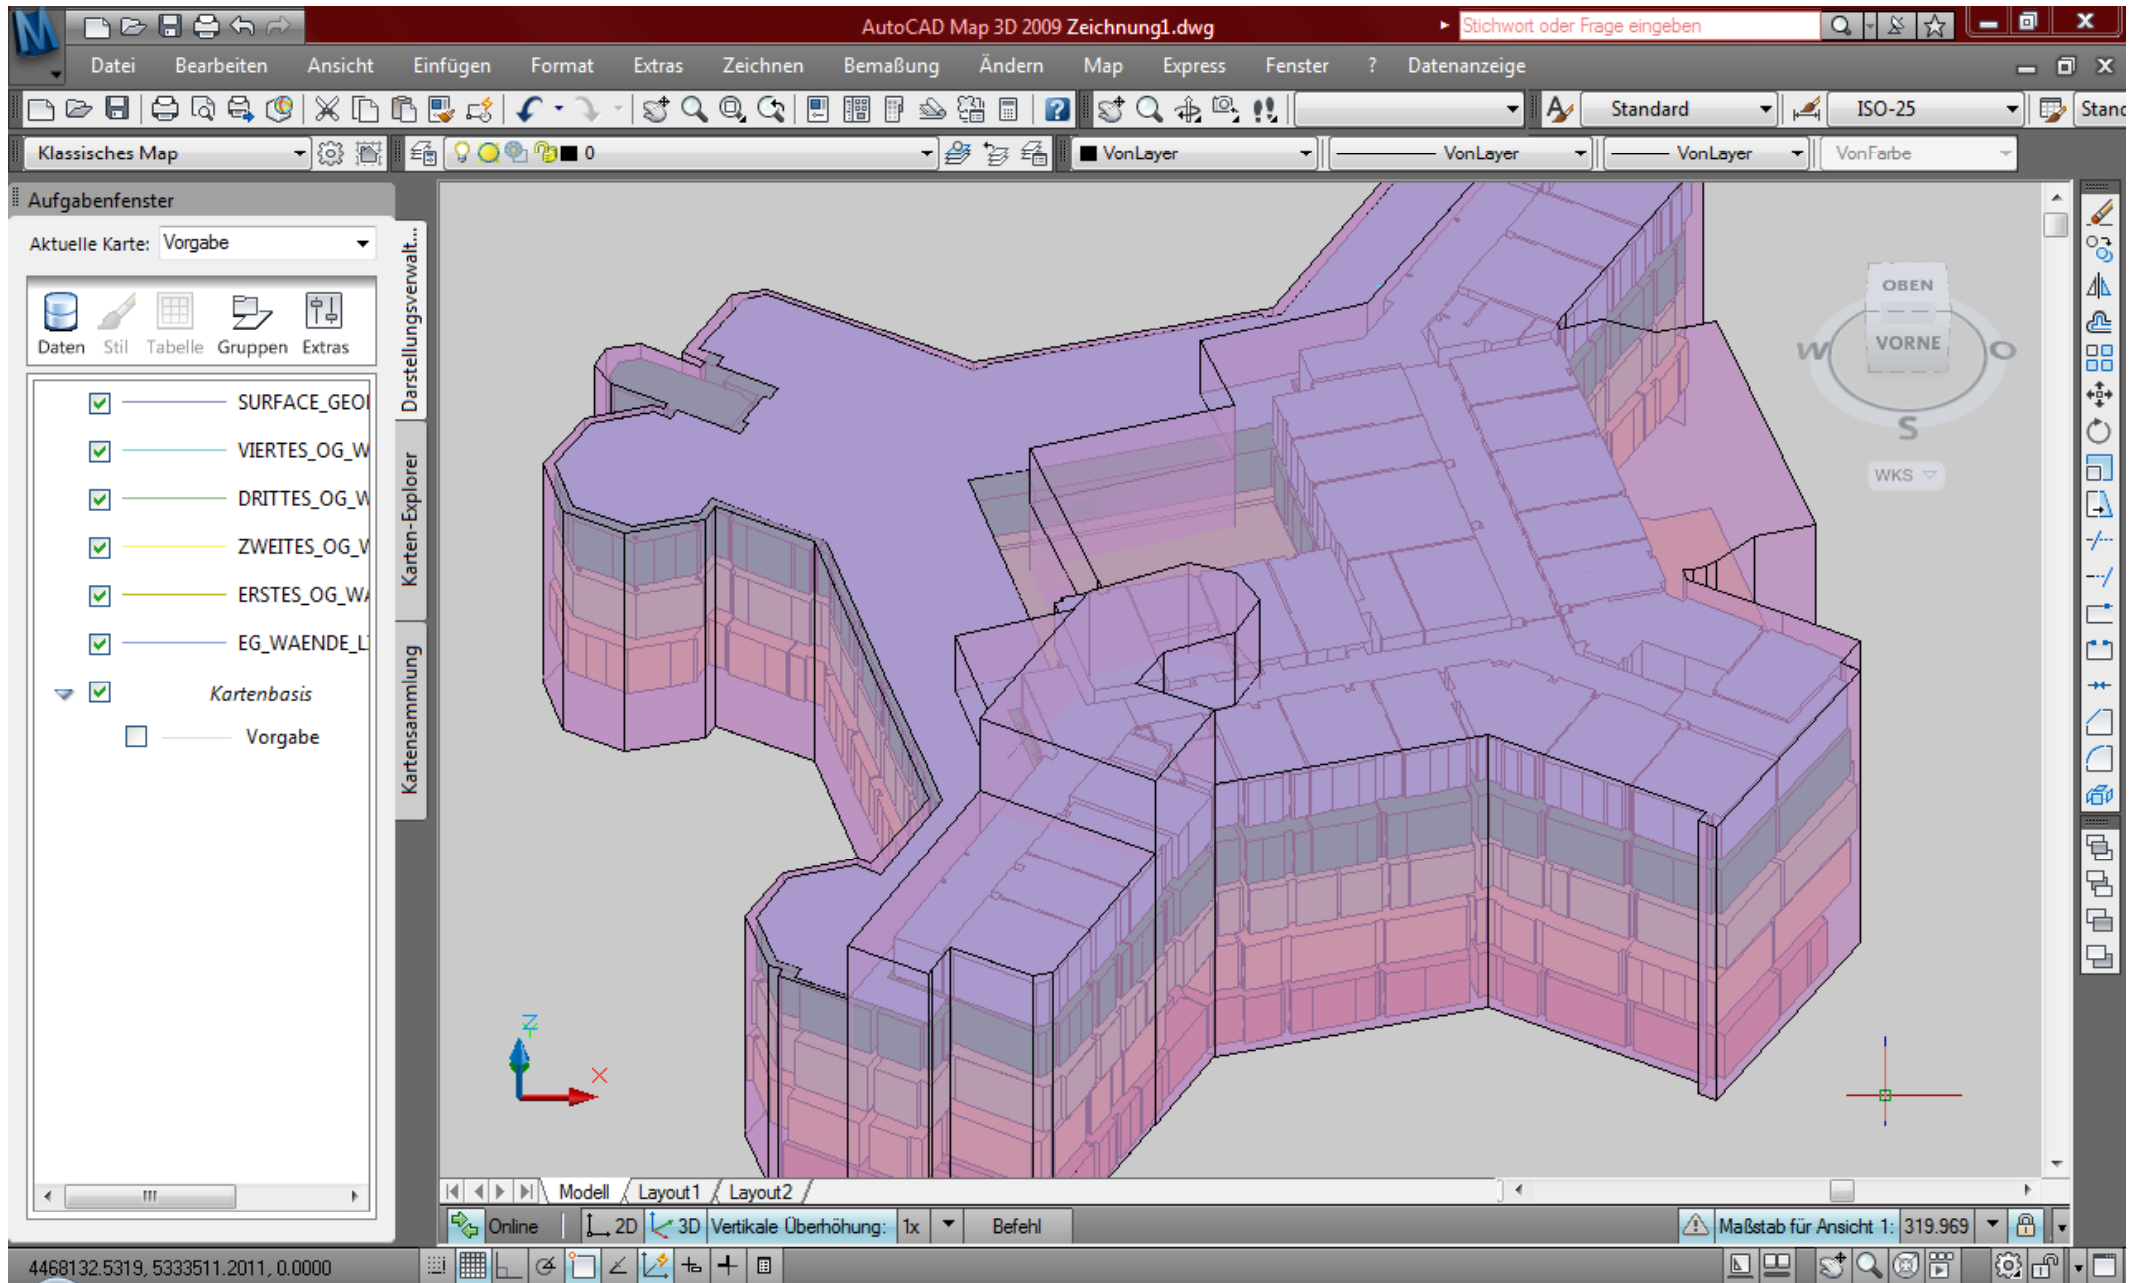 AutoCAD Map 3D 2009 Zeichnung1.dwg
Stichwort oder Frage eingeben
Datei Bearbeiten Ansicht Einfügen Format Extras Zeichnen Bemaßung Ändern Map Express Fenster ? Datenanzeige
Standard ISO-25 Stand
Klassisches Map 0 VonLayer VonLayer VonLayer VonFarbe
Aufgabenfenster
Aktuelle Karte: Vorgabe
Daten Stil Tabelle Gruppen Extras
SURFACE_GEO
VIERTES_OG_W
DRITTES_OG_W
ZWEITES_OG_V
ERSTES_OG_WA
EG_WAENDE_LI
Kartenbasis
Vorgabe
Darstellungsverwalt...
Karten-Explorer
Kartensammlung
OBEN
VORNE
W
O
S
WKS
Z
X
Modell Layout1 Layout2
Online 2D 3D Vertikale Überhöhung: 1x Befehl
Maßstab für Ansicht 1: 319.969
4468132.5319, 5333511.2011, 0.0000